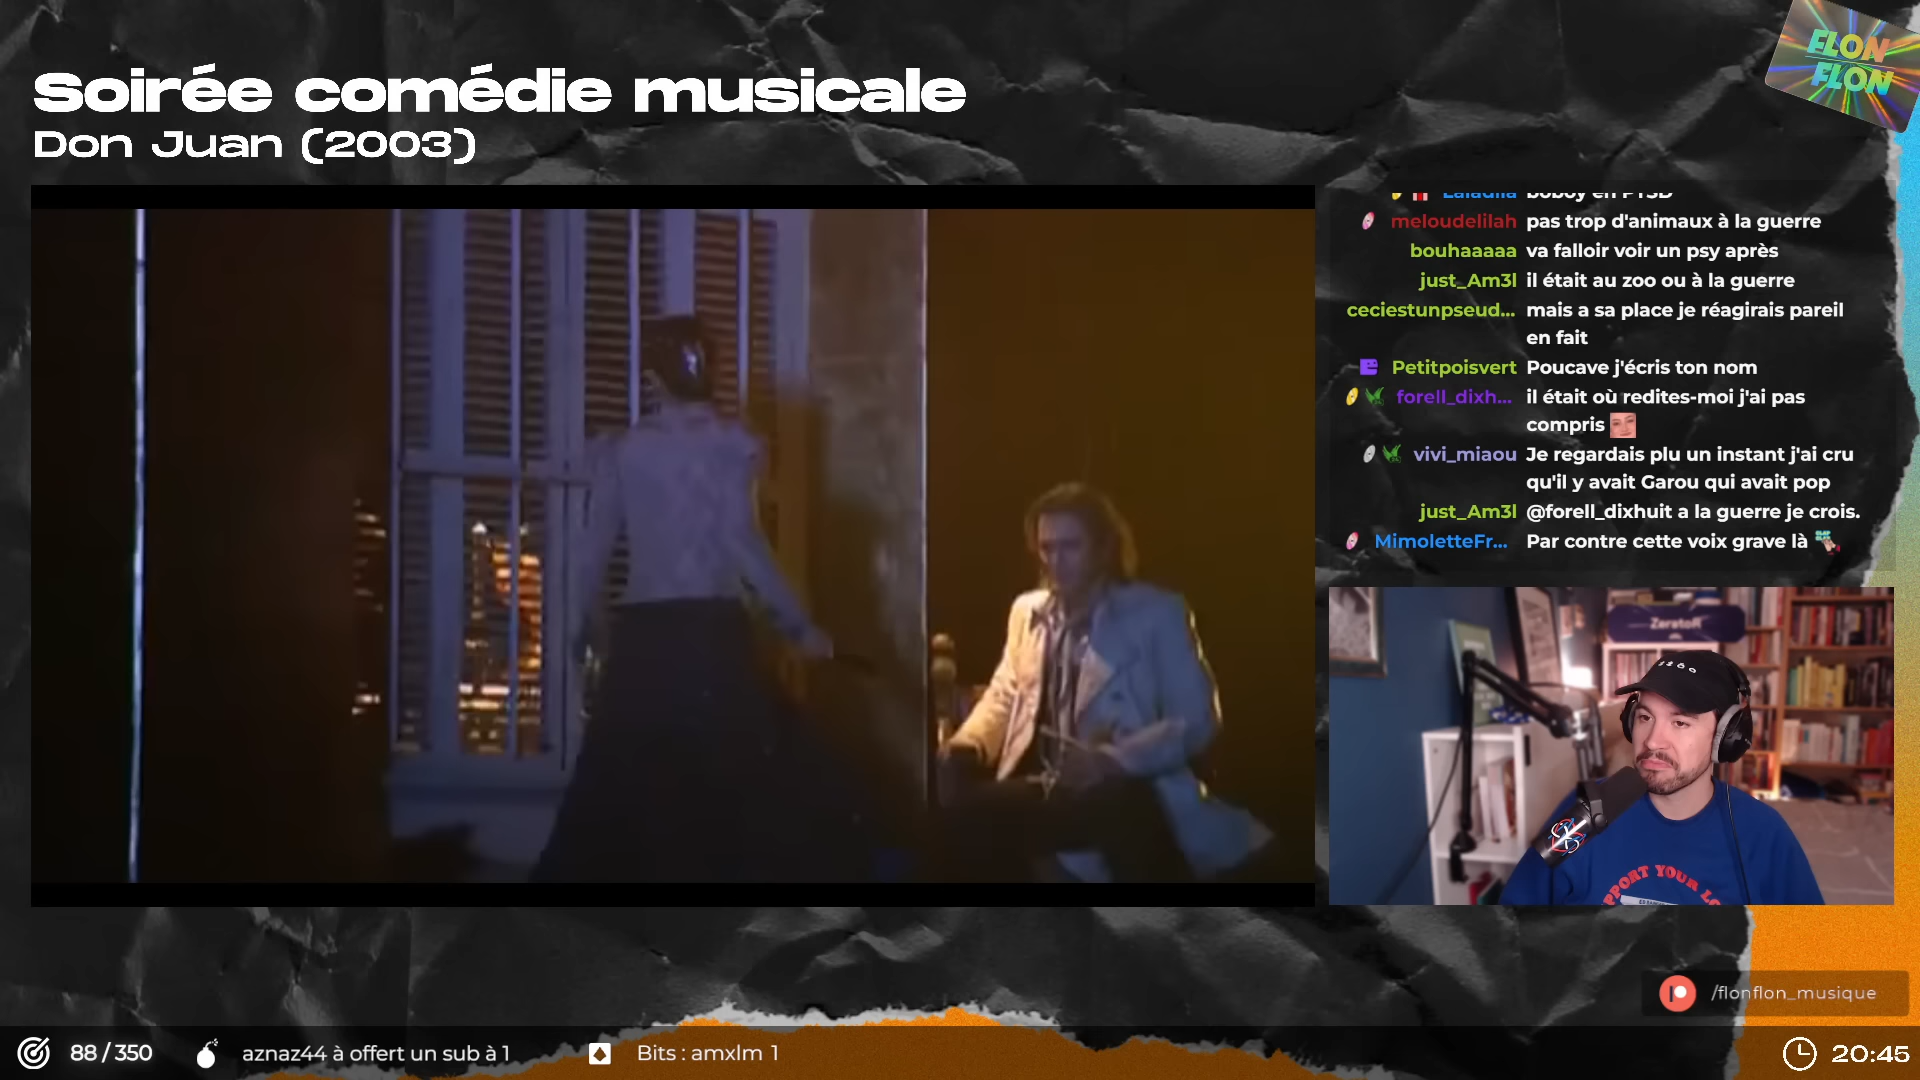 Soirée comédie musicale
Don Juan (2003)
FLON
FLON
meloudelilah pas trop d'animaux à la guerre
bouhaaaaa va falloir voir un psy après
just_Am3l il était au zoo ou à la guerre
ceciestunpseud... mais a sa place je réagirais pareil
en fait
Petitpoisvert Poucave j'écris ton nom
forell_dixh... il était où redites-moi j'ai pas
compris
vivi_miaou Je regardais plu un instant j'ai cru
qu'il y avait Garou qui avait pop
just_Am3l @forell_dixhuit a la guerre je crois.
MimoletteFr... Par contre cette voix grave là
ZeratoR
PORT YOUR LO
/flonflon_musique
88 / 350
aznaz44 à offert un sub à 1
Bits : amxlm 1
20:45